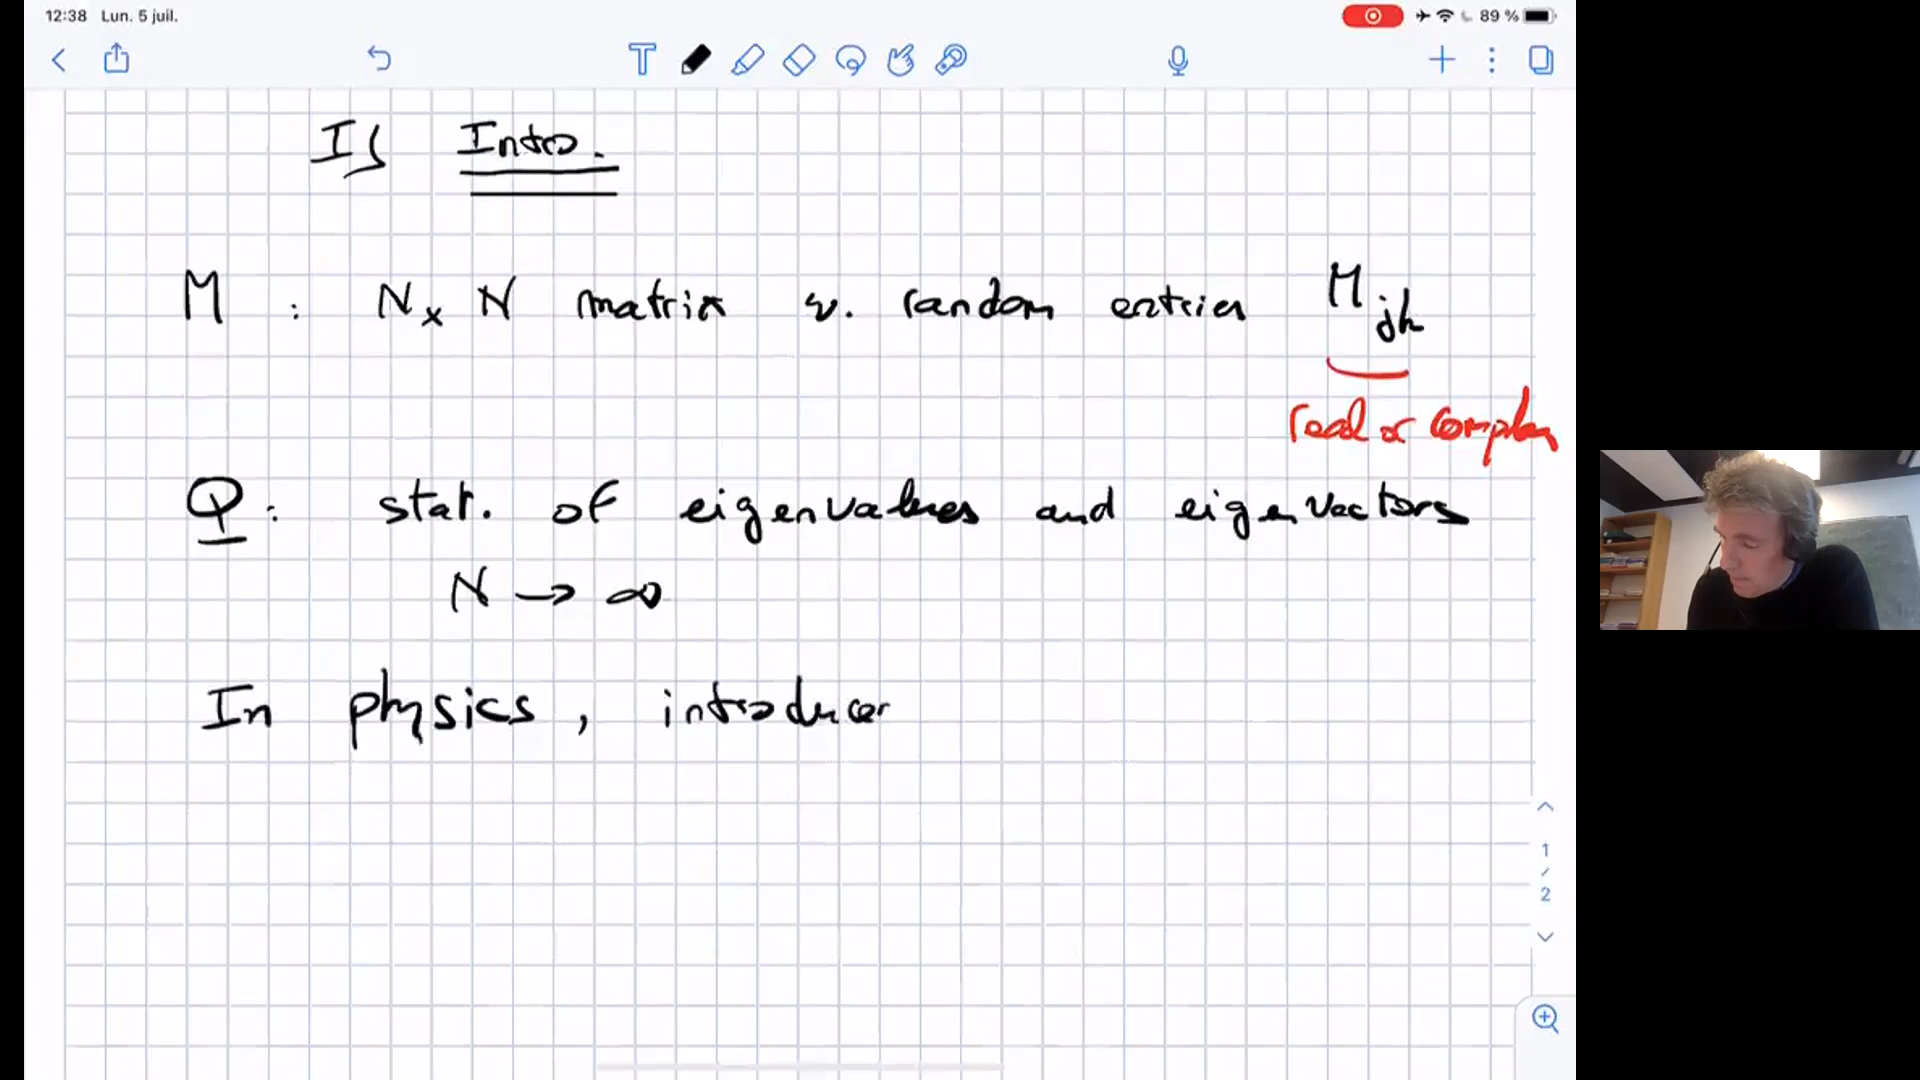 12:38 Lun. 5 juil.
89 %
I) Intro.
M : N x N matrix w. random entries M_jk
real or complex
Q : stat. of eigenvalues and eigenvectors
N → ∞
In physics, introduced
1
/
2